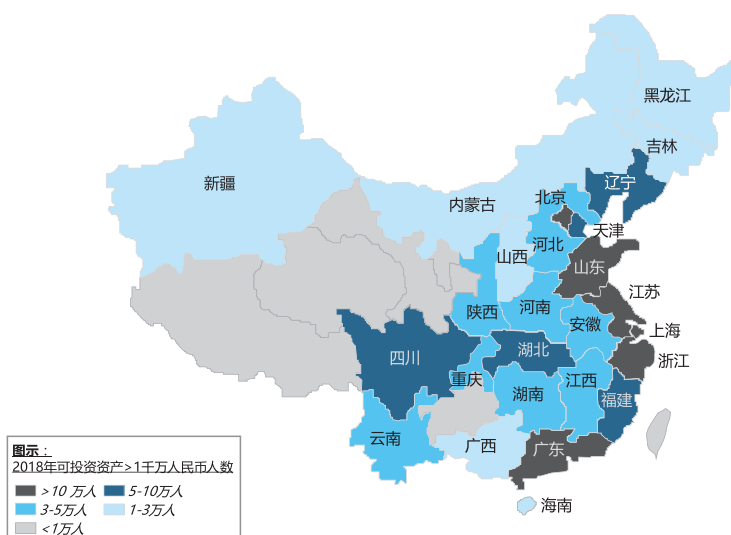 黑龙江
吉林
新疆
辽宁
北京
内蒙古
天津
河北
山西
山东
江苏
河南
陕西
安徽
上海
湖北
四川
浙江
重庆
江西
湖南
福建
云南
广西
广东
海南
图示：
2018年可投资资产>1千万人民币人数
>10 万人
5-10万人
3-5万人
1-3万人
<1万人